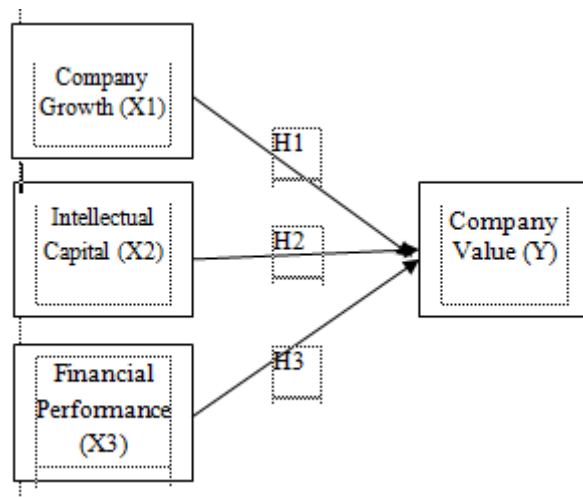 Company
Growth (X1)
H1
Intellectual
Capital (X2)
H2
Company
Value (Y)
H3
Financial
Performance
(X3)